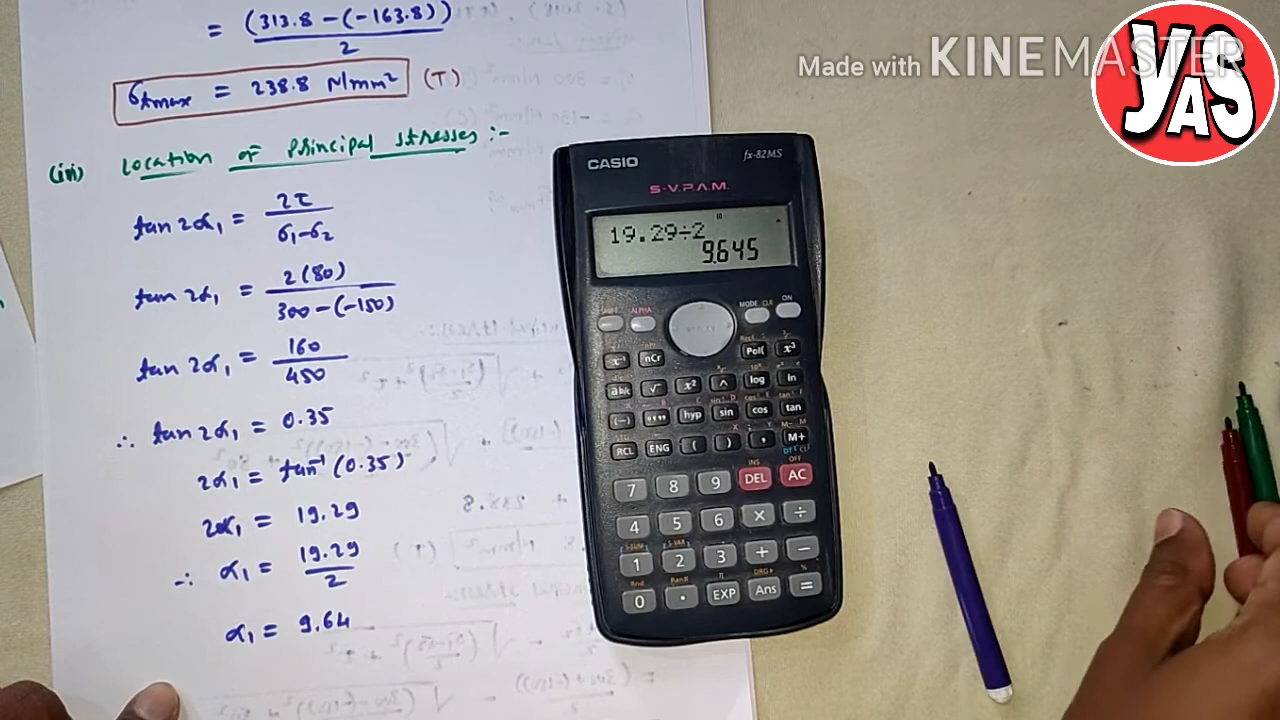 = (313.8 - (-163.8)) / 2
σtmax = 238.8 N/mm² (T)
(iii) Location of Principal stresses :-
tan 2α₁ = 2τ / σ₁-σ₂
tan 2α₁ = 2(80) / 300-(-150)
tan 2α₁ = 160 / 450
∴ tan 2α₁ = 0.35
2α₁ = tan⁻¹(0.35)
2α₁ = 19.29
∴ α₁ = 19.29 / 2
α₁ = 9.64
Made with KINEMASTER
YAS
CASIO fx-82MS
S-V.P.A.M.
19.29÷2
9.645
SHIFT ALPHA MODE CLR ON
x⁻¹ nCr Pol( x³
ab/c √ x² ^ log ln
(−) °'" hyp sin cos tan
RCL ENG ( ) , M+
7 8 9 DEL AC
4 5 6 × ÷
1 2 3 + −
0 . EXP Ans =